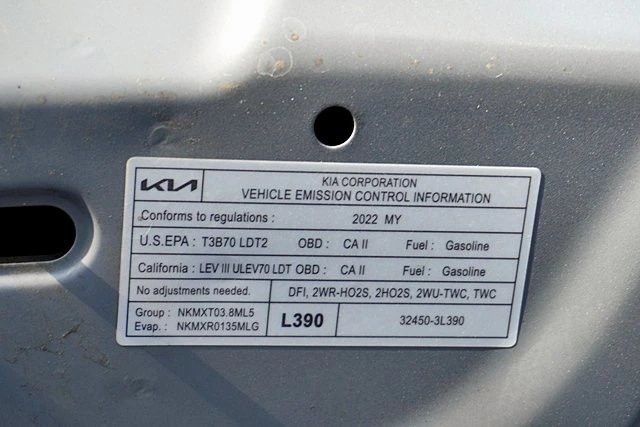 KIA
KIA CORPORATION
VEHICLE EMISSION CONTROL INFORMATION
Conforms to regulations : 2022 MY
U.S.EPA : T3B70 LDT2 OBD : CA II Fuel : Gasoline
California : LEV III ULEV70 LDT OBD : CA II Fuel : Gasoline
No adjustments needed. DFI, 2WR-HO2S, 2HO2S, 2WU-TWC, TWC
Group : NKMXT03.8ML5
Evap. : NKMXR0135MLG
L390
32450-3L390